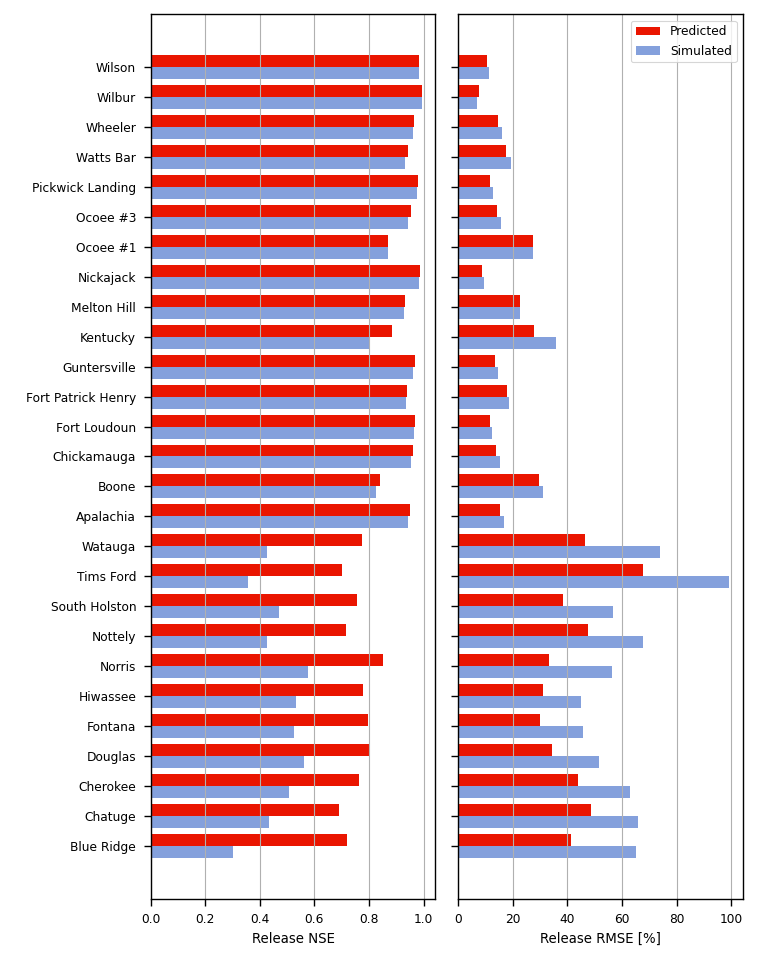 Predicted
Simulated
Wilson
Wilbur
Wheeler
Watts Bar
Pickwick Landing
Ocoee #3
Ocoee #1
Nickajack
Melton Hill
Kentucky
Guntersville
Fort Patrick Henry
Fort Loudoun
Chickamauga
Boone
Apalachia
Watauga
Tims Ford
South Holston
Nottely
Norris
Hiwassee
Fontana
Douglas
Cherokee
Chatuge
Blue Ridge
0.0 0.2 0.4 0.6 0.8 1.0
Release NSE
0 20 40 60 80 100
Release RMSE [%]